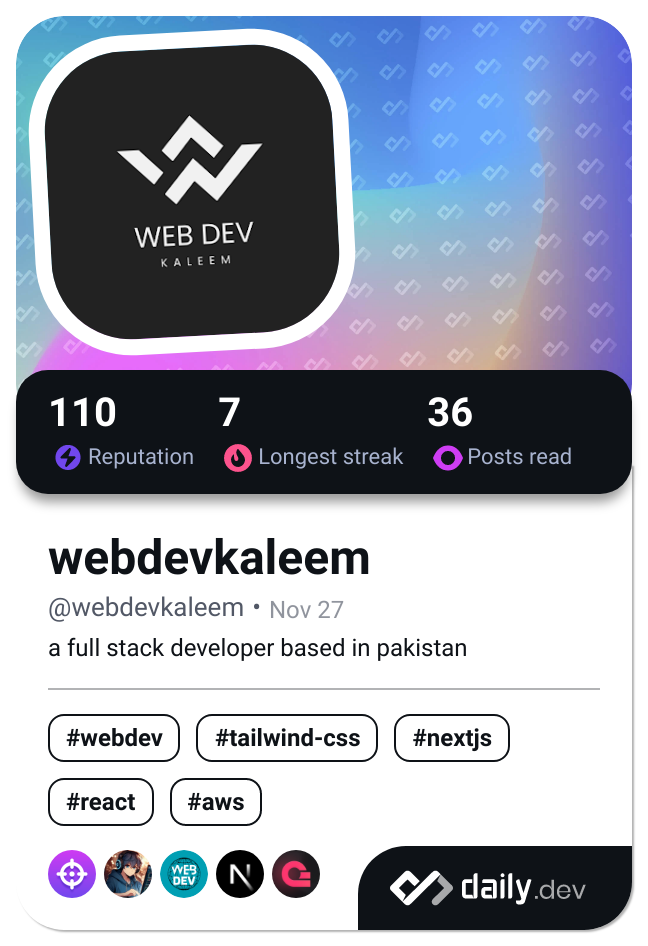 WEB DEV
KALEEM
110 7 36
Reputation Longest streak Posts read
webdevkaleem
@webdevkaleem • Nov 27
a full stack developer based in pakistan
#webdev #tailwind-css #nextjs
#react #aws
WEB
DEV
N
daily.dev